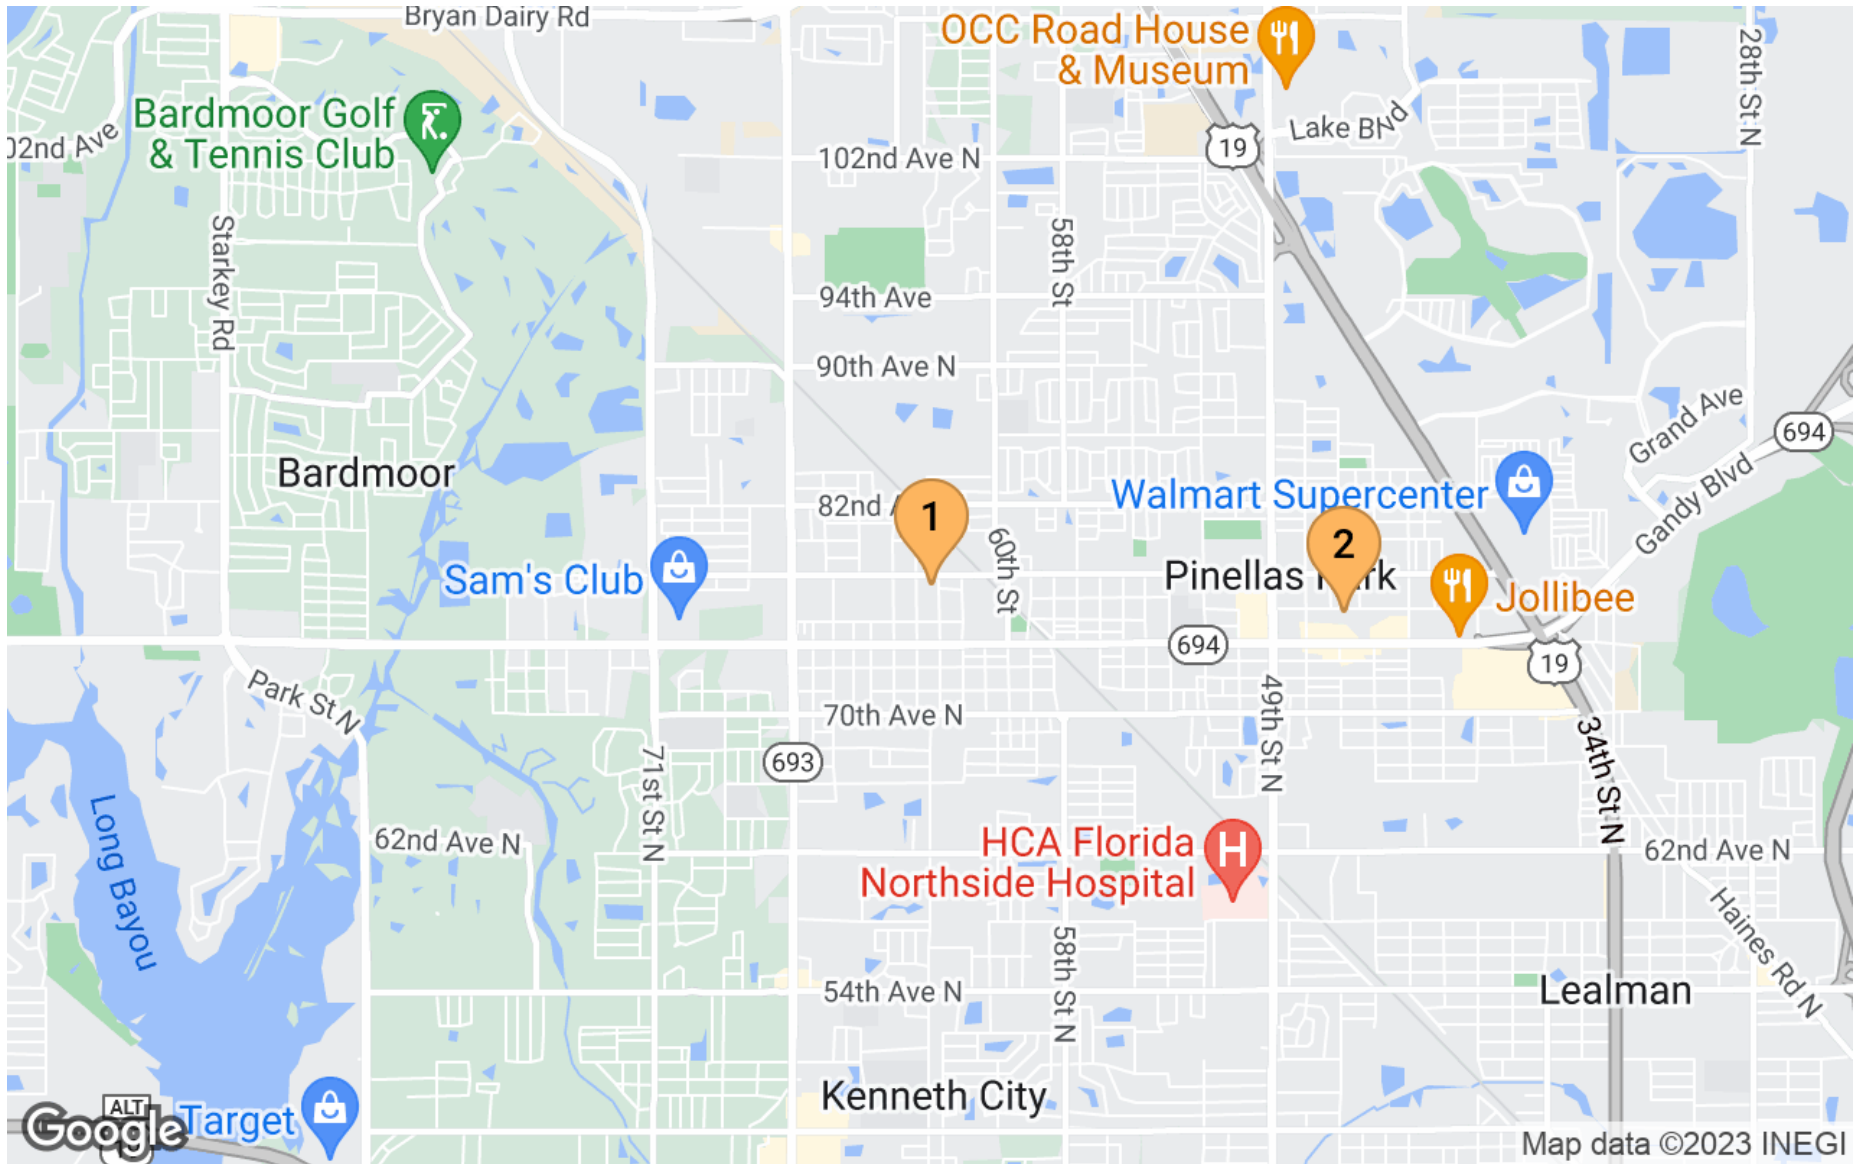 Bryan Dairy Rd
OCC Road House
& Museum
28th St N
Bardmoor Golf
& Tennis Club
Lake Blvd
02nd Ave
102nd Ave N
19
Starkey Rd
58th St
94th Ave
90th Ave N
Grand Ave
694
Bardmoor
Walmart Supercenter
Gandy Blvd
82nd
1
60th St
2
Sam's Club
Pinellas
Jollibee
694
19
Park St N
70th Ave N
49th St N
34th St N
693
71st St N
Long Bayou
62nd Ave N
HCA Florida
Northside Hospital
62nd Ave N
Haines Rd N
58th St N
54th Ave N
Lealman
Kenneth City
ALT
19
Target
Google
Map data ©2023 INEGI